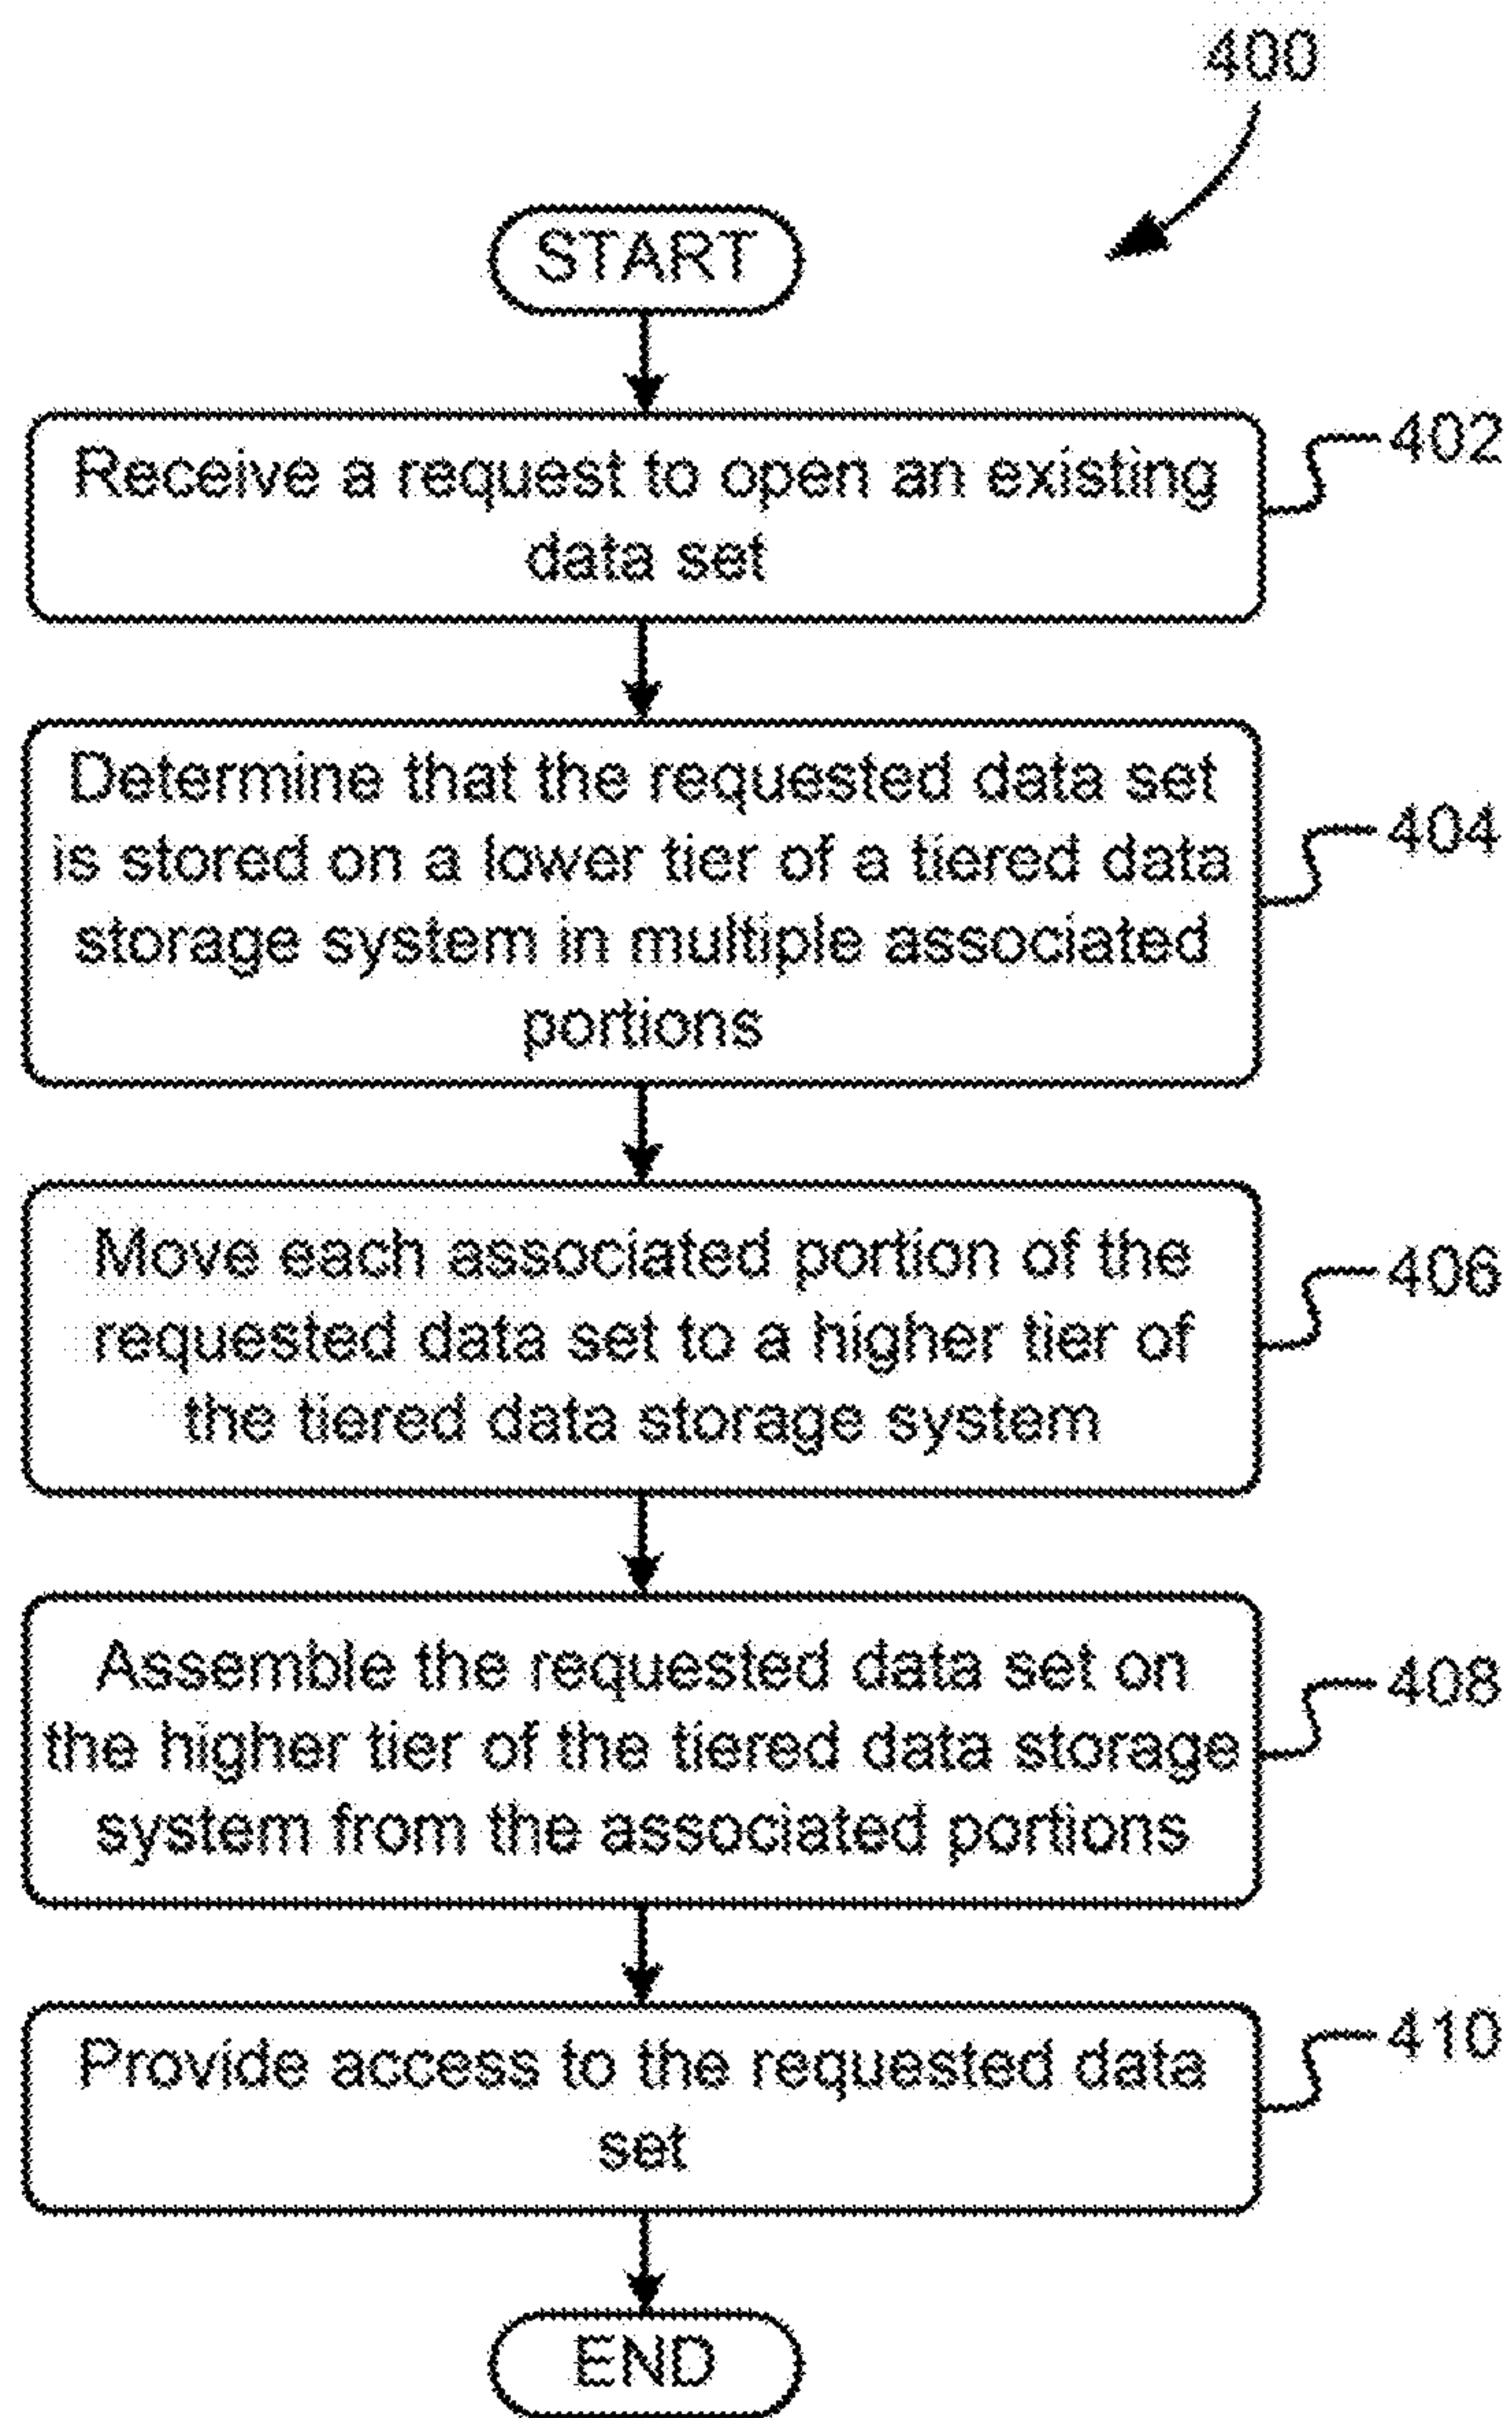 400
START
Receive a request to open an existing
data set
402
Determine that the requested data set
is stored on a lower tier of a tiered data
storage system in multiple associated
portions
404
Move each associated portion of the
requested data set to a higher tier of
the tiered data storage system
406
Assemble the requested data set on
the higher tier of the tiered data storage
system from the associated portions
408
Provide access to the requested data
set
410
END